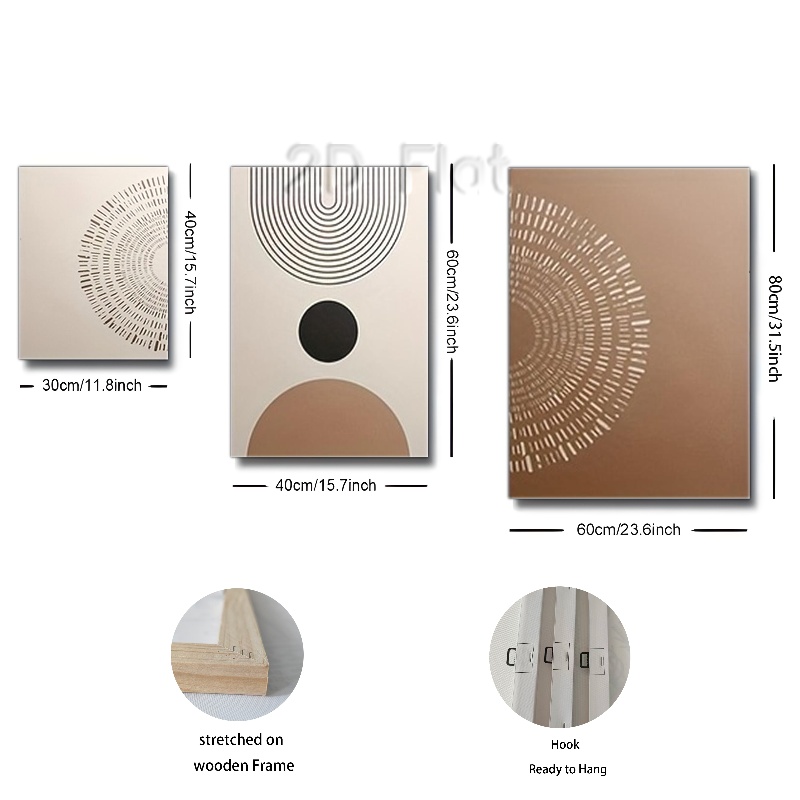 2D Flat
40cm/15.7inch
30cm/11.8inch
60cm/23.6inch
40cm/15.7inch
80cm/31.5inch
60cm/23.6inch
stretched on
wooden Frame
Hook
Ready to Hang